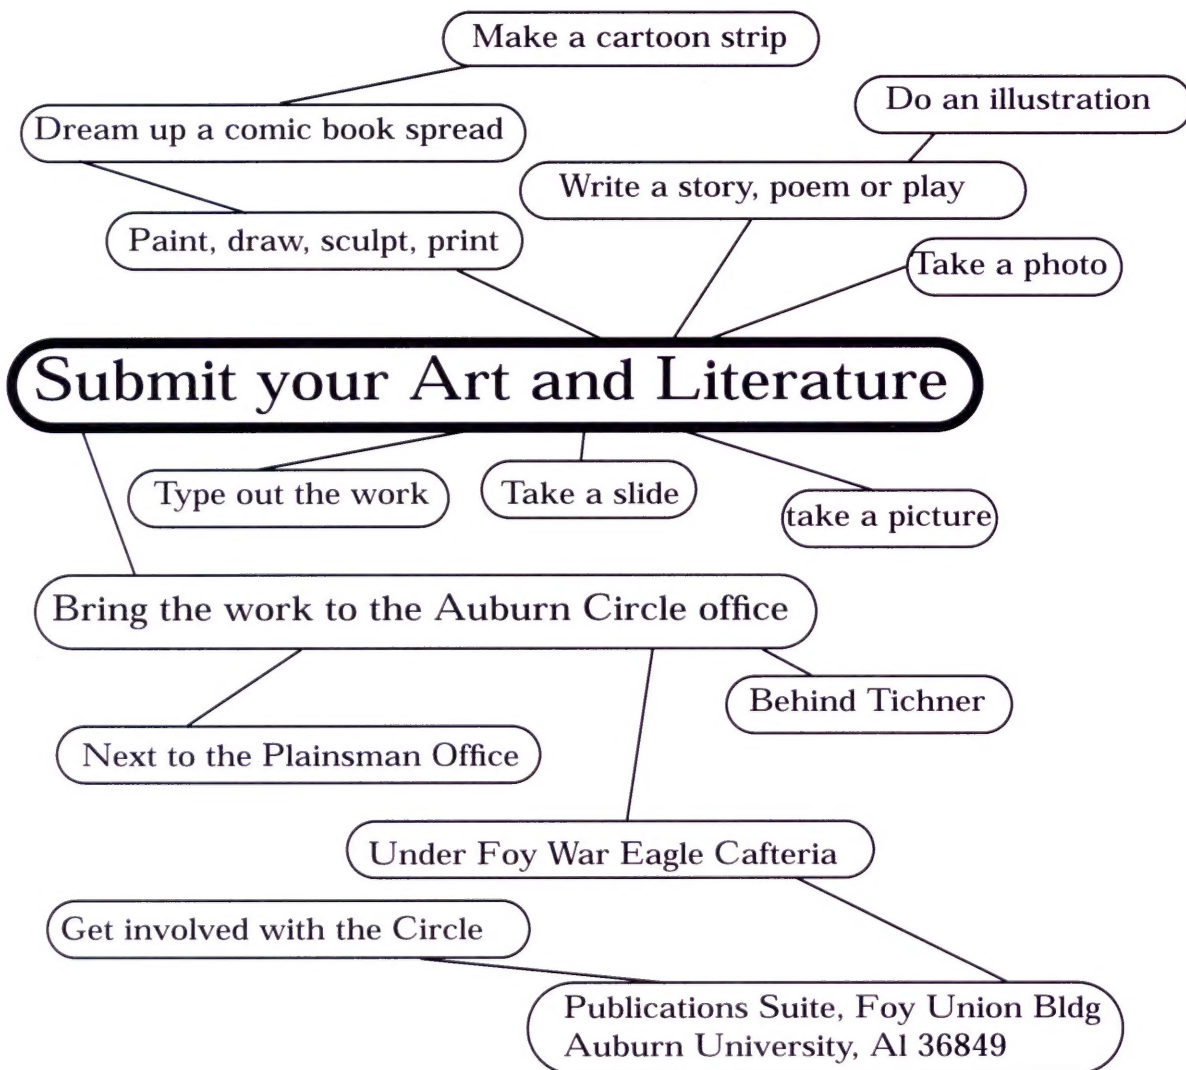 Make a cartoon strip
Do an illustration
Dream up a comic book spread
Write a story, poem or play
Paint, draw, sculpt, print
Take a photo
Submit your Art and Literature
Type out the work
Take a slide
take a picture
Bring the work to the Auburn Circle office
Behind Tichner
Next to the Plainsman Office
Under Foy War Eagle Cafteria
Get involved with the Circle
Publications Suite, Foy Union Bldg
Auburn University, Al 36849